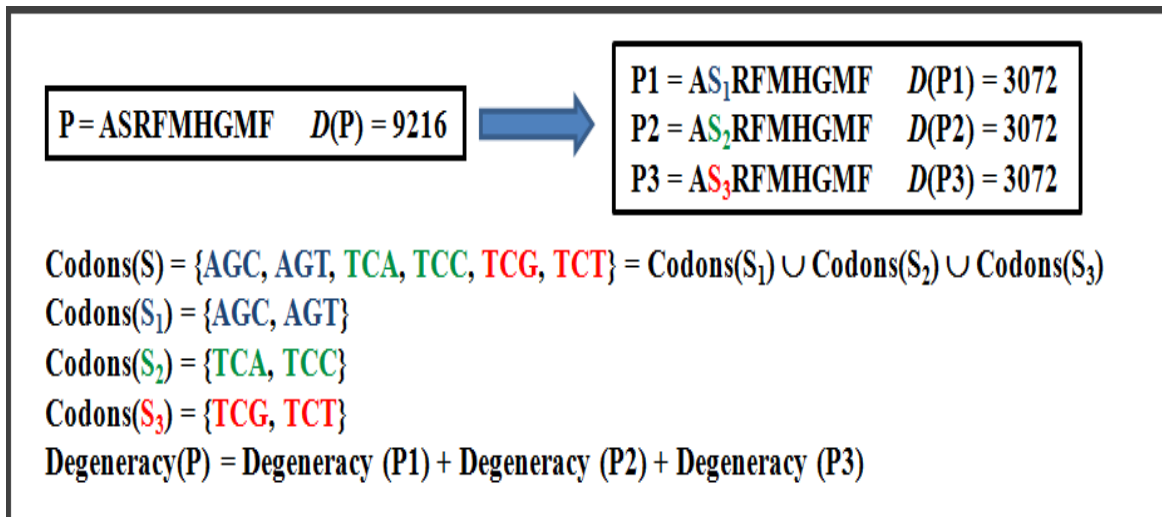 P = ASRFMHGMF D(P) = 9216
P1 = AS₁RFMHGMF D(P1) = 3072
P2 = AS₂RFMHGMF D(P2) = 3072
P3 = AS₃RFMHGMF D(P3) = 3072
Codons(S) = {AGC, AGT, TCA, TCC, TCG, TCT} = Codons(S₁) ∪ Codons(S₂) ∪ Codons(S₃)
Codons(S₁) = {AGC, AGT}
Codons(S₂) = {TCA, TCC}
Codons(S₃) = {TCG, TCT}
Degeneracy(P) = Degeneracy (P1) + Degeneracy (P2) + Degeneracy (P3)